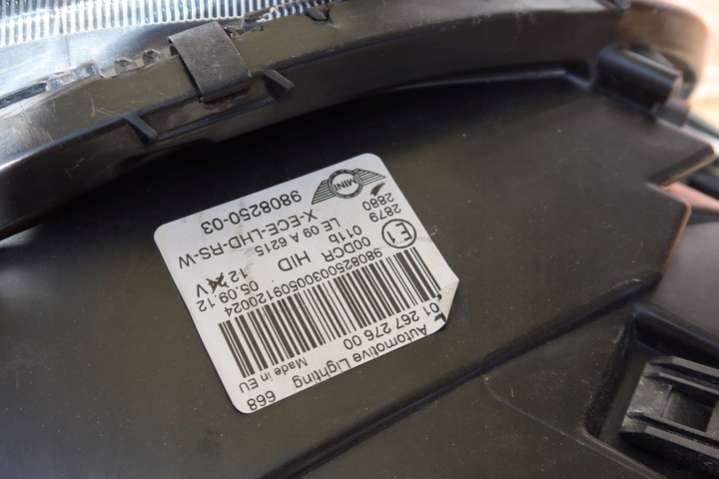 MINI
9808250-03
2879
2880
X-ECE-LHD-RS-W
LE 09 A 6215
011b
E1
00DCR HID
12 V
05.09.12
9808250030509120024
L 01 267 276 00
Automotive Lighting
Made in EU
668